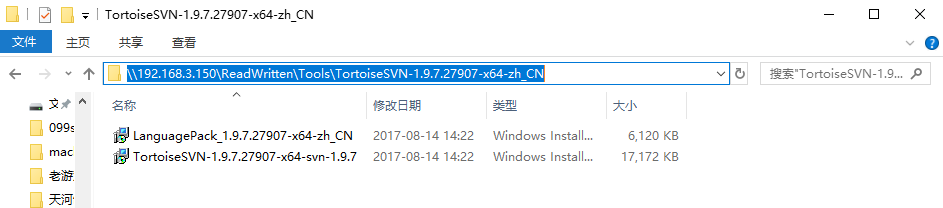 TortoiseSVN-1.9.7.27907-x64-zh_CN
文件 主页 共享 查看
\\192.168.3.150\ReadWritten\Tools\TortoiseSVN-1.9.7.27907-x64-zh_CN 搜索"TortoiseSVN-1.9...
名称 修改日期 类型 大小
099s
mac
老游
天河
LanguagePack_1.9.7.27907-x64-zh_CN 2017-08-14 14:22 Windows Install... 6,120 KB
TortoiseSVN-1.9.7.27907-x64-svn-1.9.7 2017-08-14 14:22 Windows Install... 17,172 KB